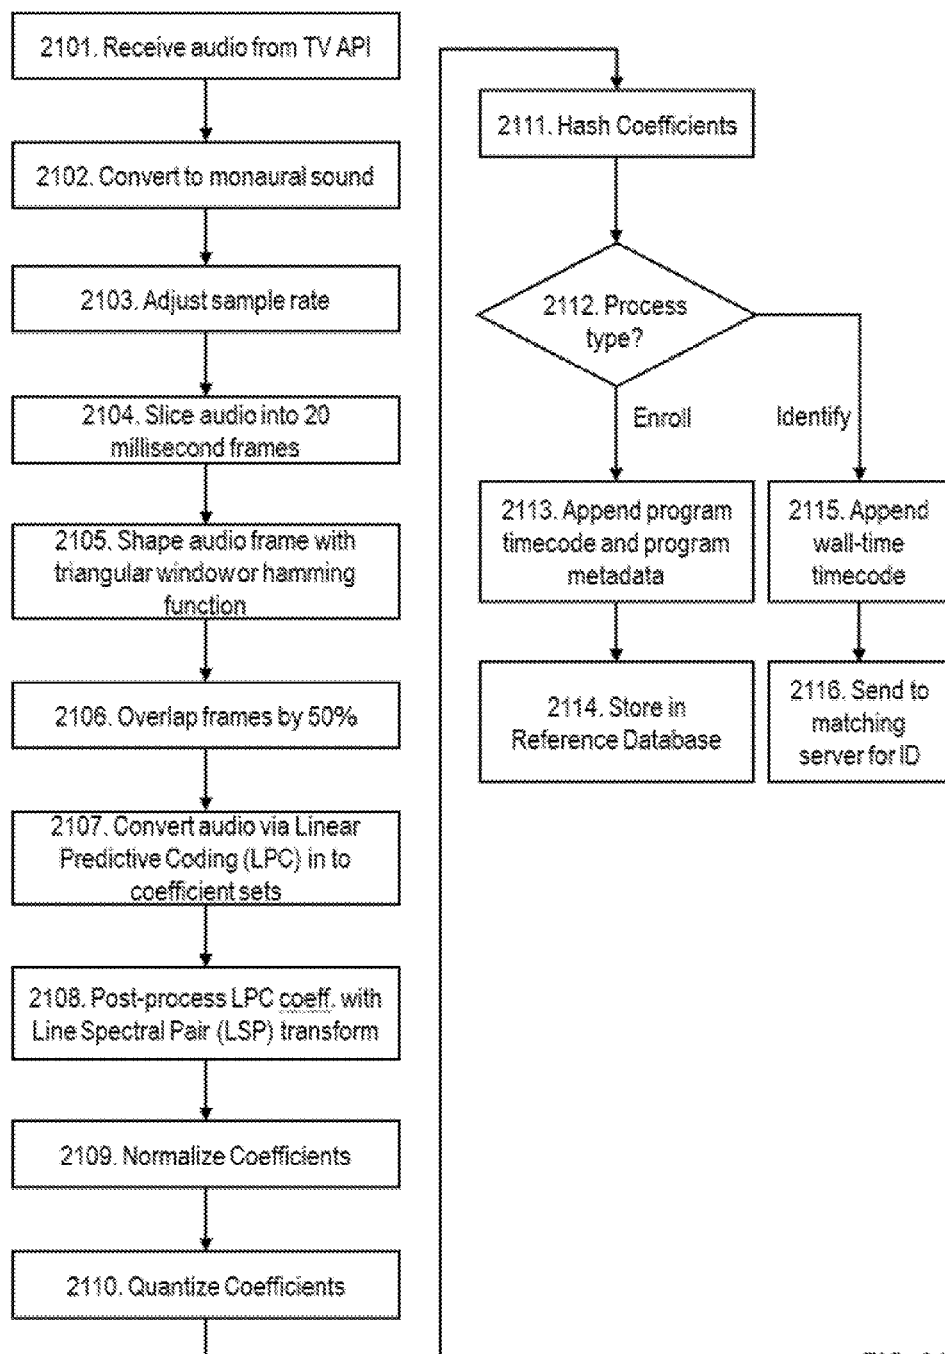 2101. Receive audio from TV API
2102. Convert to monaural sound
2103. Adjust sample rate
2104. Slice audio into 20
millisecond frames
2105. Shape audio frame with
triangular window or hamming
function
2106. Overlap frames by 50%
2107. Convert audio via Linear
Predictive Coding (LPC) in to
coefficient sets
2108. Post-process LPC coeff. with
Line Spectral Pair (LSP) transform
2109. Normalize Coefficients
2110. Quantize Coefficients
2111. Hash Coefficients
2112. Process
type?
Enroll
Identify
2113. Append program
timecode and program
metadata
2114. Store in
Reference Database
2115. Append
wall-time
timecode
2116. Send to
matching
server for ID